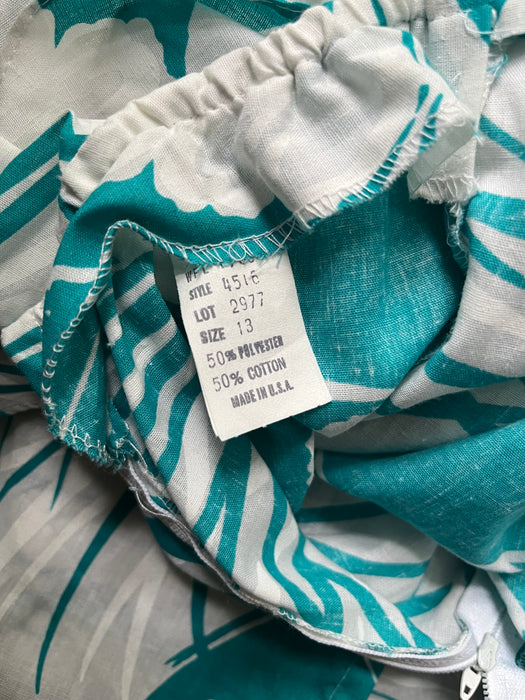 STYLE 4516
LOT 2977
SIZE 13
50% POLYESTER
50% COTTON
MADE IN U.S.A.